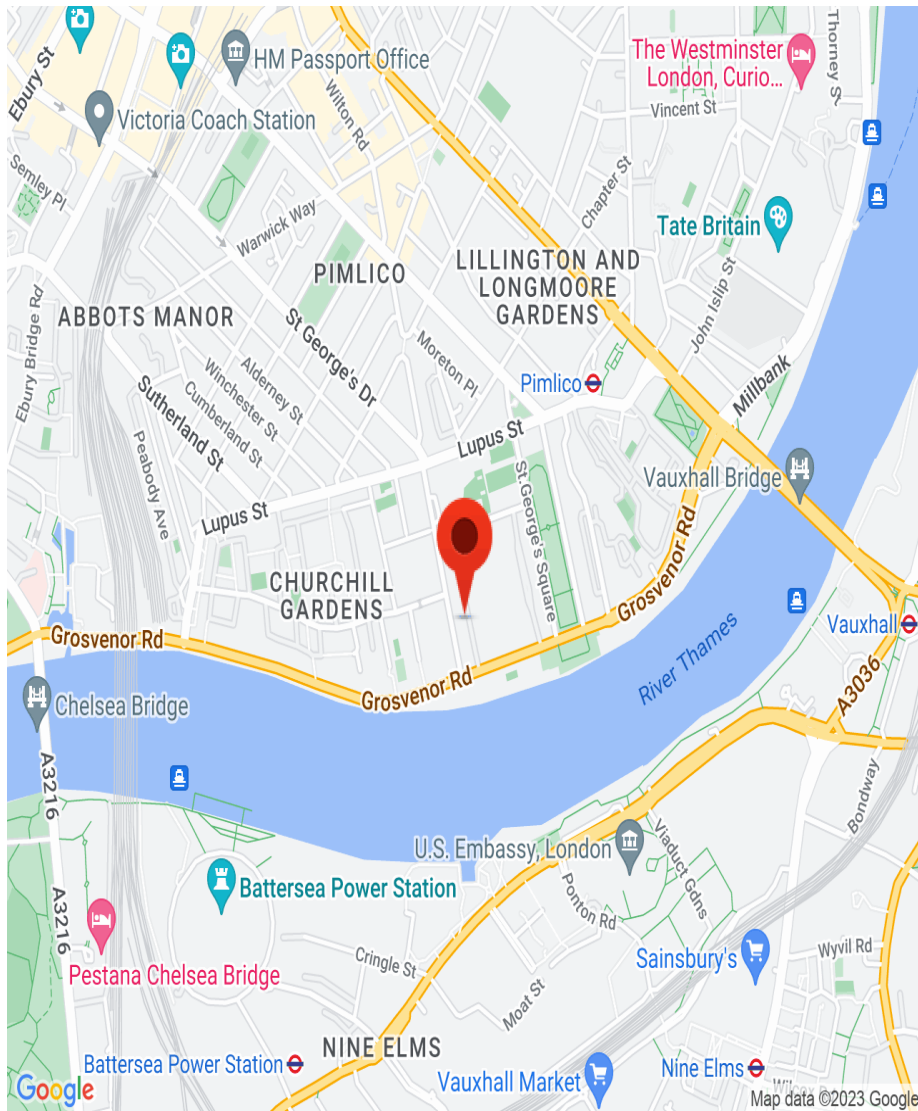 Ebury St
HM Passport Office
The Westminster
London, Curio...
Thorney St
Victoria Coach Station
Wilton Rd
Vincent St
Semley Pl
Chapter St
Warwick Way
Tate Britain
PIMLICO
LILLINGTON AND
LONGMOORE
GARDENS
John Islip St
ABBOTS MANOR
Ebury Bridge Rd
St George's Dr
Moreton Pl
Alderney St
Winchester St
Cumberland St
Sutherland St
Pimlico
Millbank
Peabody Ave
Lupus St
St.George's Square
Vauxhall Bridge
Lupus St
CHURCHILL
GARDENS
Grosvenor Rd
Grosvenor Rd
Grosvenor Rd
River Thames
Vauxhall
A3036
Chelsea Bridge
A3216
Bondway
U.S. Embassy, London
Viaduct Gdns
Battersea Power Station
Ponton Rd
A3216
Pestana Chelsea Bridge
Cringle St
Sainsbury's
Wyvil Rd
Moat St
NINE ELMS
Battersea Power Station
Vauxhall Market
Nine Elms
Google
Map data ©2023 Google